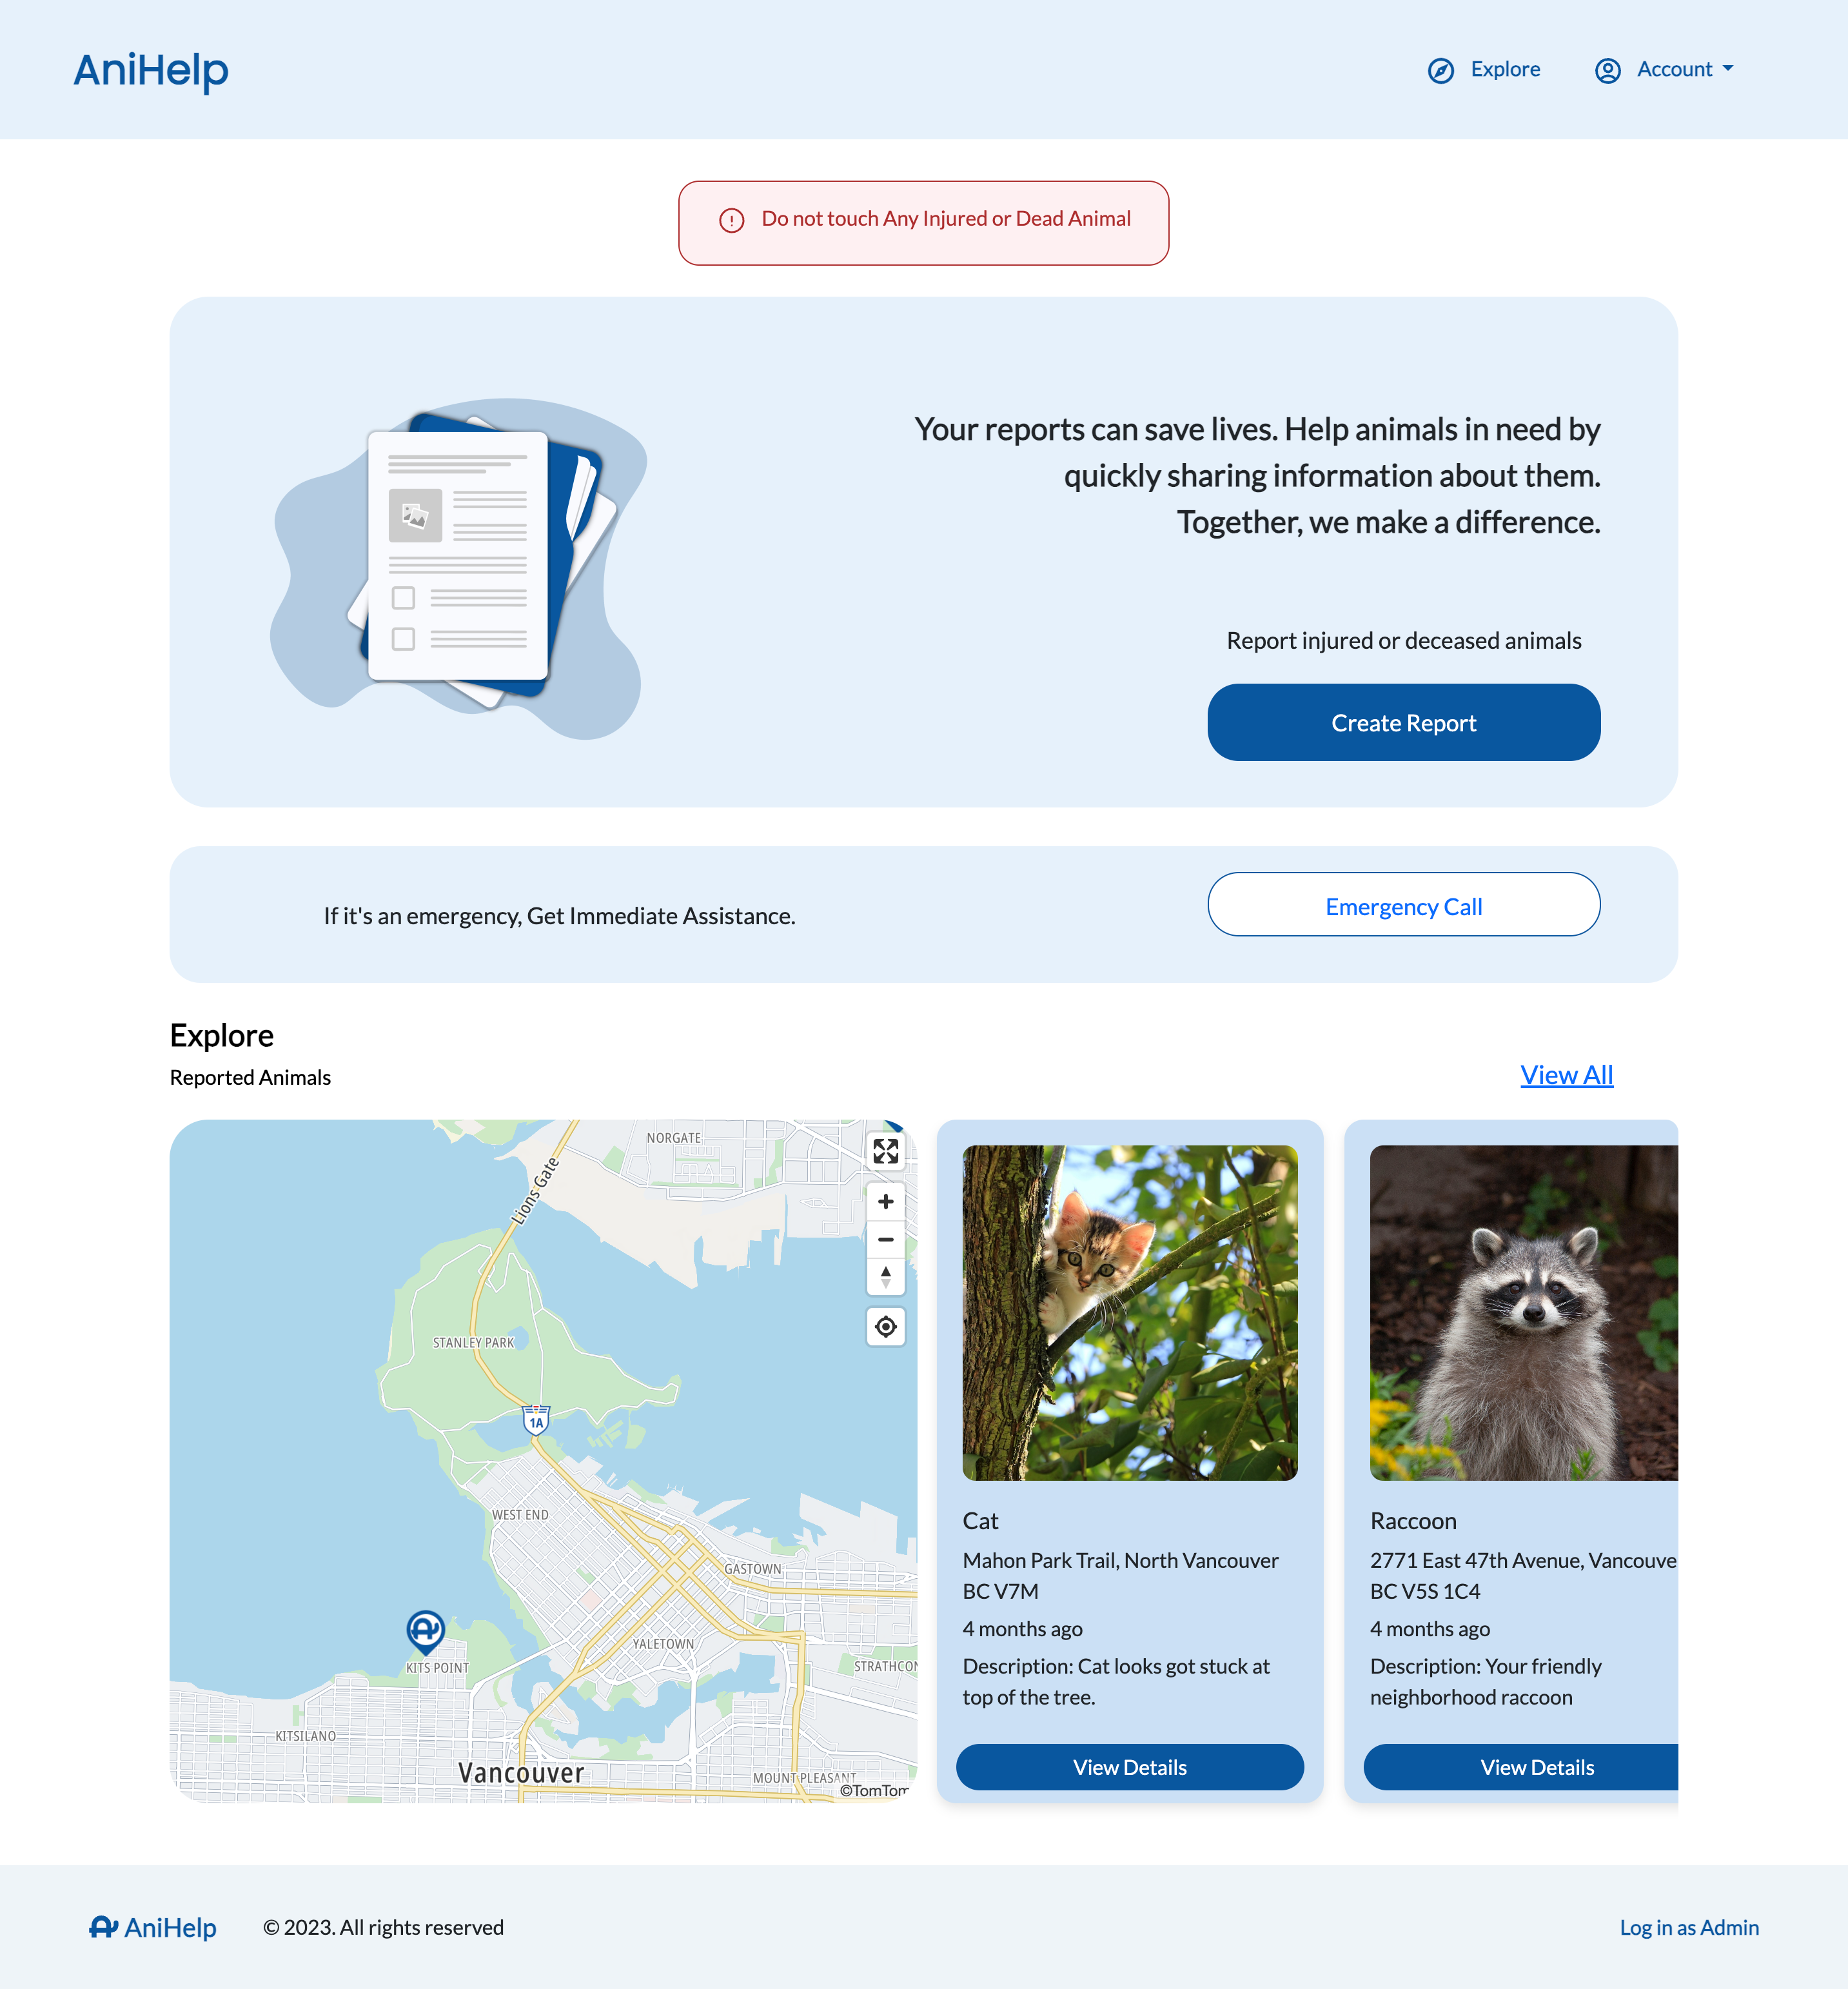 AniHelp
Explore
Account
Do not touch Any Injured or Dead Animal
Your reports can save lives. Help animals in need by
quickly sharing information about them.
Together, we make a difference.
Report injured or deceased animals
Create Report
If it's an emergency, Get Immediate Assistance.
Emergency Call
Explore
Reported Animals
View All
NORGATE
Lions Gate
STANLEY PARK
1A
WEST END
GASTOWN
YALETOWN
KITS POINT
STRATHCON
KITSILANO
Vancouver
MOUNT PLEASANT
©TomTom
Cat
Mahon Park Trail, North Vancouver
BC V7M
4 months ago
Description: Cat looks got stuck at
top of the tree.
View Details
Raccoon
2771 East 47th Avenue, Vancouve
BC V5S 1C4
4 months ago
Description: Your friendly
neighborhood raccoon
View Details
AniHelp
© 2023. All rights reserved
Log in as Admin